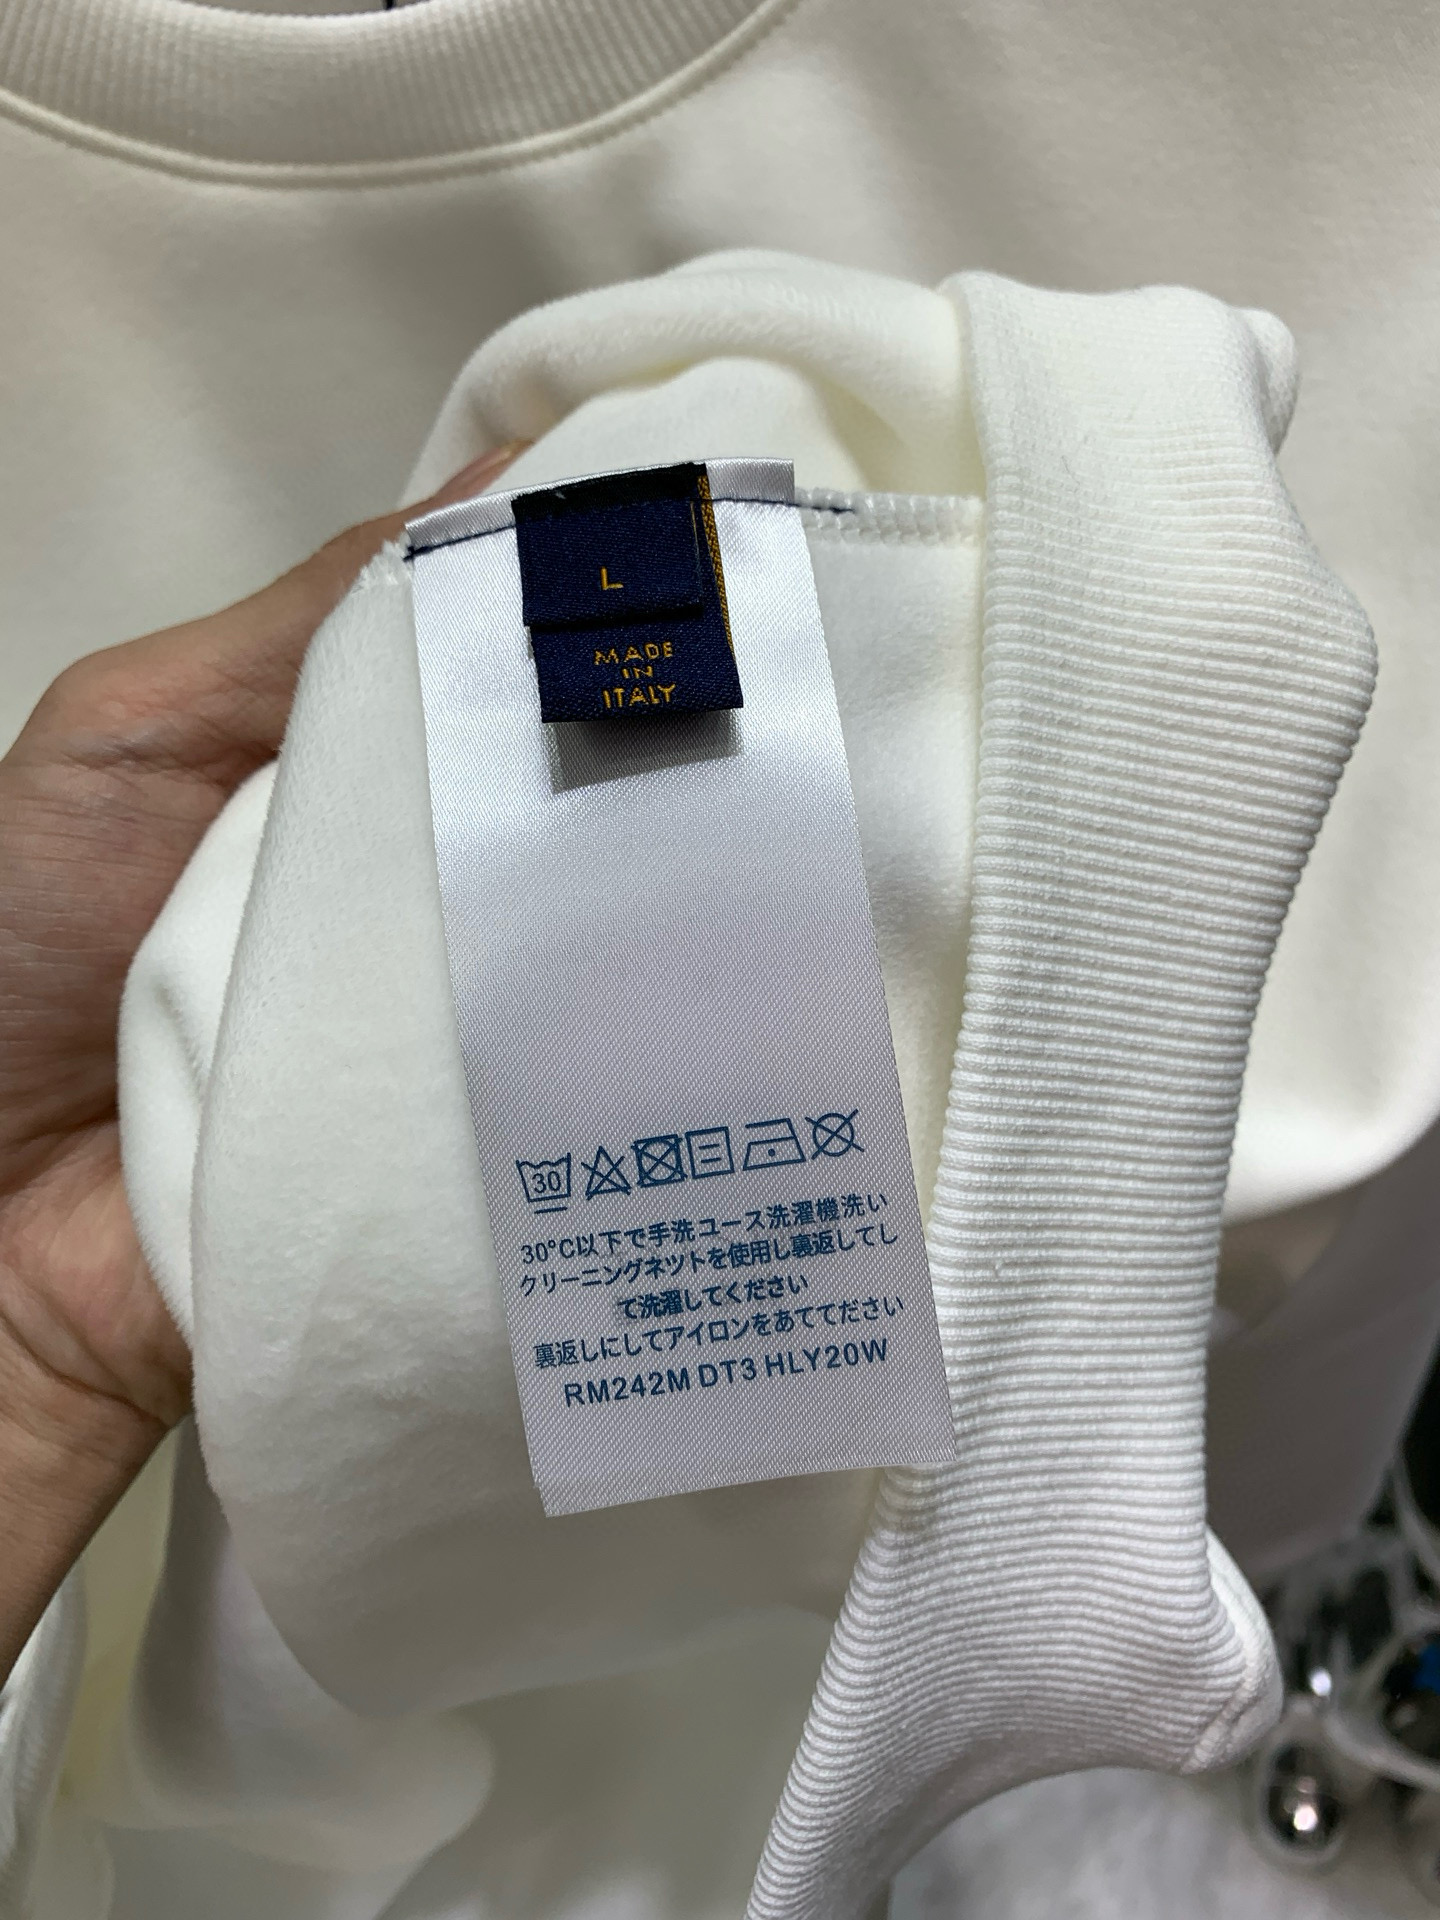 L
MADE
IN
ITALY
30
30°C以下で手洗ユース洗濯機洗い
クリーニングネツトを使用し裏返してし
て洗濯してください
裏返しにしてアイロンをあててださい
RM242M DT3 HLY20W